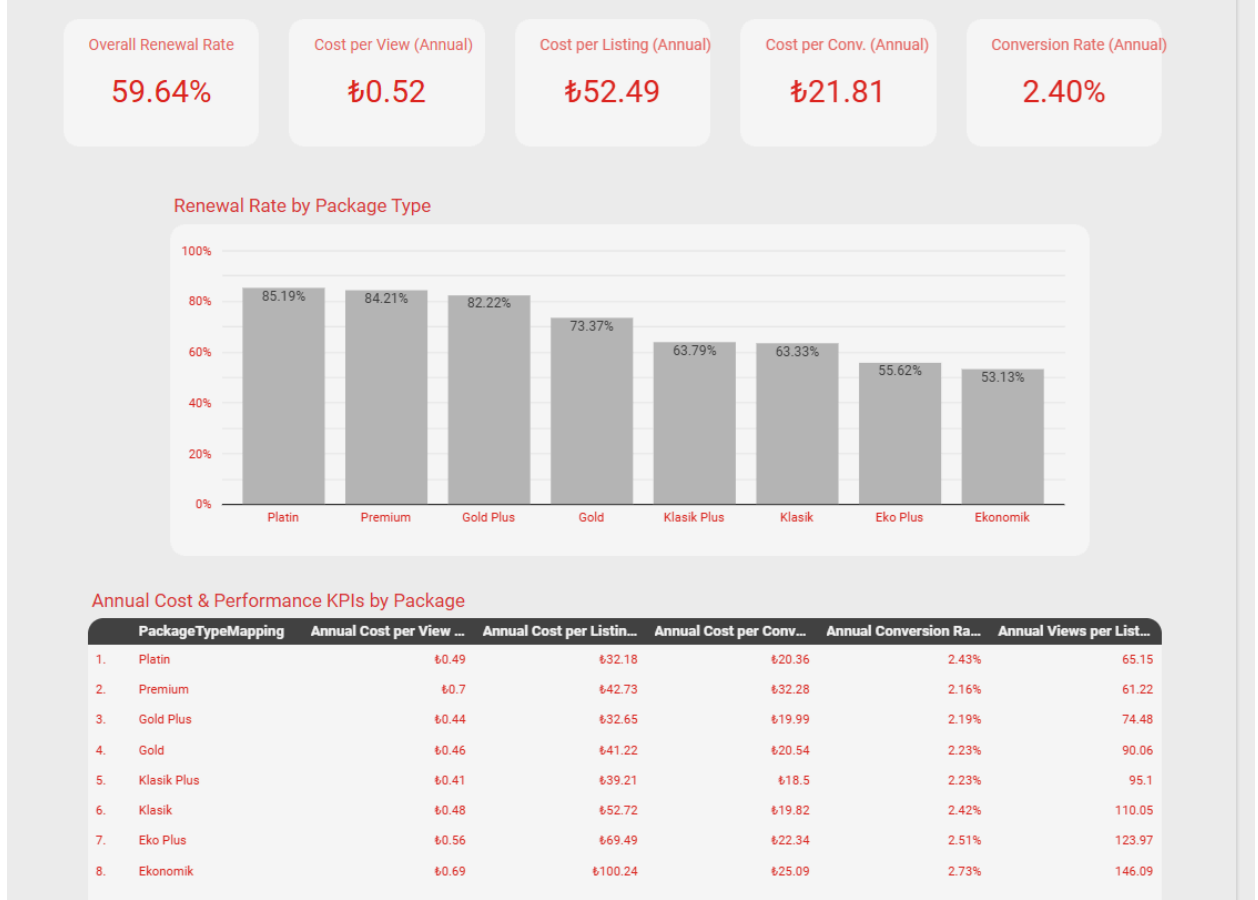 Overall Renewal Rate
59.64%
Cost per View (Annual)
₺0.52
Cost per Listing (Annual)
₺52.49
Cost per Conv. (Annual)
₺21.81
Conversion Rate (Annual)
2.40%
Renewal Rate by Package Type
100%
80%
60%
40%
20%
0%
85.19%
84.21%
82.22%
73.37%
63.79%
63.33%
55.62%
53.13%
Platin Premium Gold Plus Gold Klasik Plus Klasik Eko Plus Ekonomik
Annual Cost & Performance KPIs by Package
PackageTypeMapping Annual Cost per View ... Annual Cost per Listin... Annual Cost per Conv... Annual Conversion Ra... Annual Views per List...
1. Platin ₺0.49 ₺32.18 ₺20.36 2.43% 65.15
2. Premium ₺0.7 ₺42.73 ₺32.28 2.16% 61.22
3. Gold Plus ₺0.44 ₺32.65 ₺19.99 2.19% 74.48
4. Gold ₺0.46 ₺41.22 ₺20.54 2.23% 90.06
5. Klasik Plus ₺0.41 ₺39.21 ₺18.5 2.23% 95.1
6. Klasik ₺0.48 ₺52.72 ₺19.82 2.42% 110.05
7. Eko Plus ₺0.56 ₺69.49 ₺22.34 2.51% 123.97
8. Ekonomik ₺0.69 ₺100.24 ₺25.09 2.73% 146.09